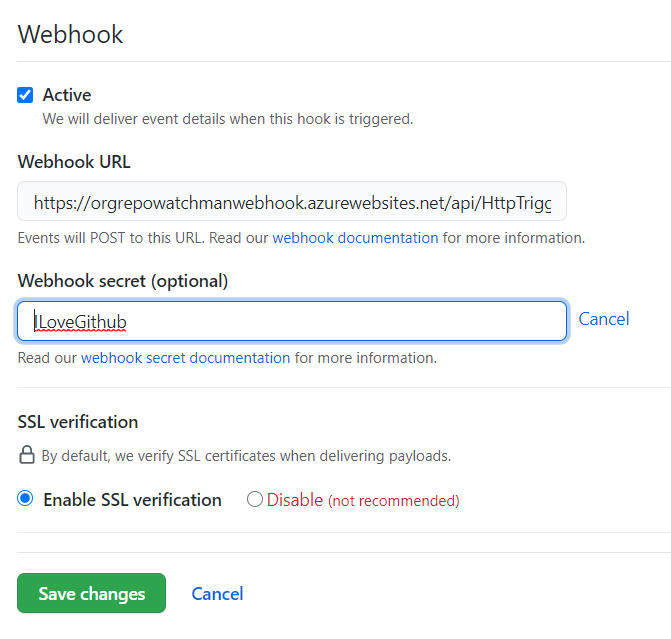 Webhook
Active
We will deliver event details when this hook is triggered.
Webhook URL
https://orgrepowatchmanwebhook.azurewebsites.net/api/HttpTrigg
Events will POST to this URL. Read our webhook documentation for more information.
Webhook secret (optional)
ILoveGithub
Cancel
Read our webhook secret documentation for more information.
SSL verification
By default, we verify SSL certificates when delivering payloads.
Enable SSL verification Disable (not recommended)
Save changes Cancel